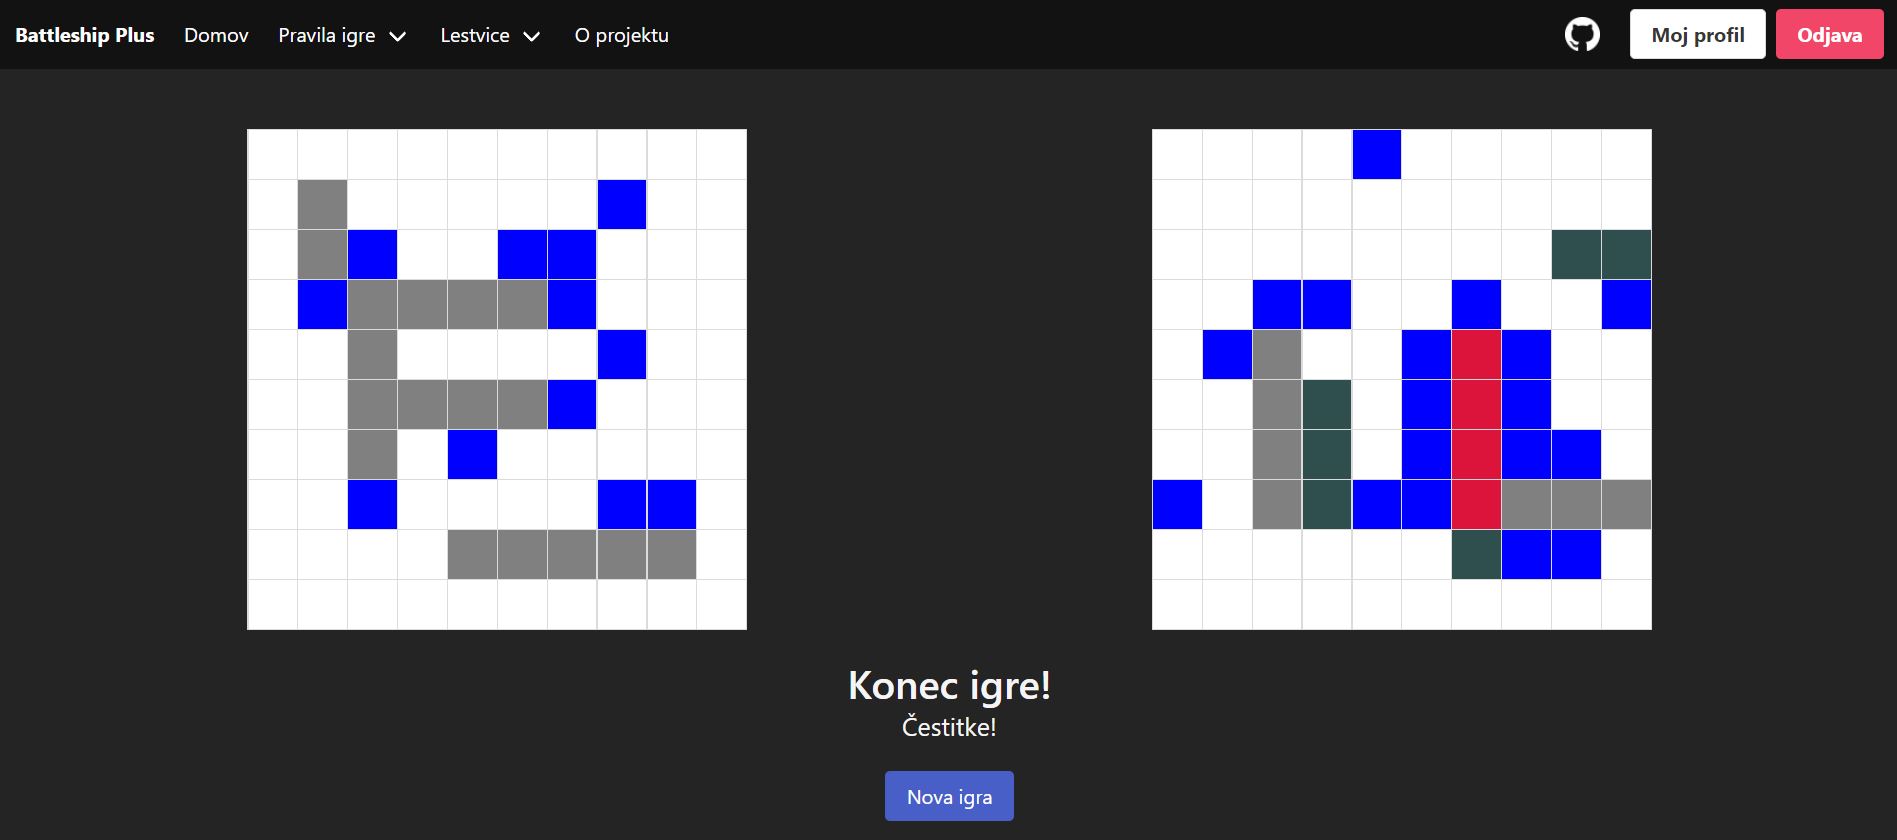 Battleship Plus Domov Pravila igre Lestvice O projektu Moj profil Odjava
Konec igre!
Čestitke!
Nova igra